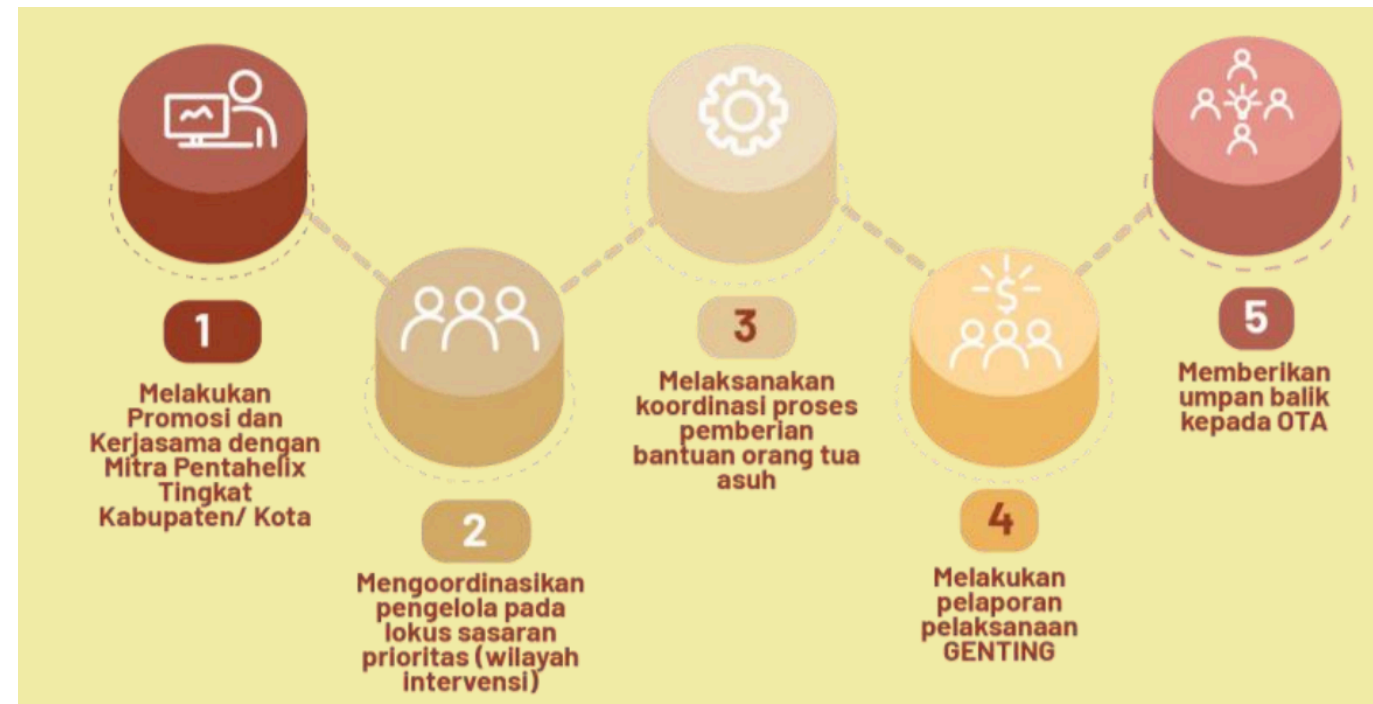 1
Melakukan
Promosi dan
Kerjasama dengan
Mitra Pentahelix
Tingkat
Kabupaten/ Kota
2
Mengoordinasikan
pengelola pada
lokus sasaran
prioritas (wilayah
intervensi)
3
Melaksanakan
koordinasi proses
pemberian
bantuan orang tua
asuh
4
Melakukan
pelaporan
pelaksanaan
GENTING
5
Memberikan
umpan balik
kepada OTA